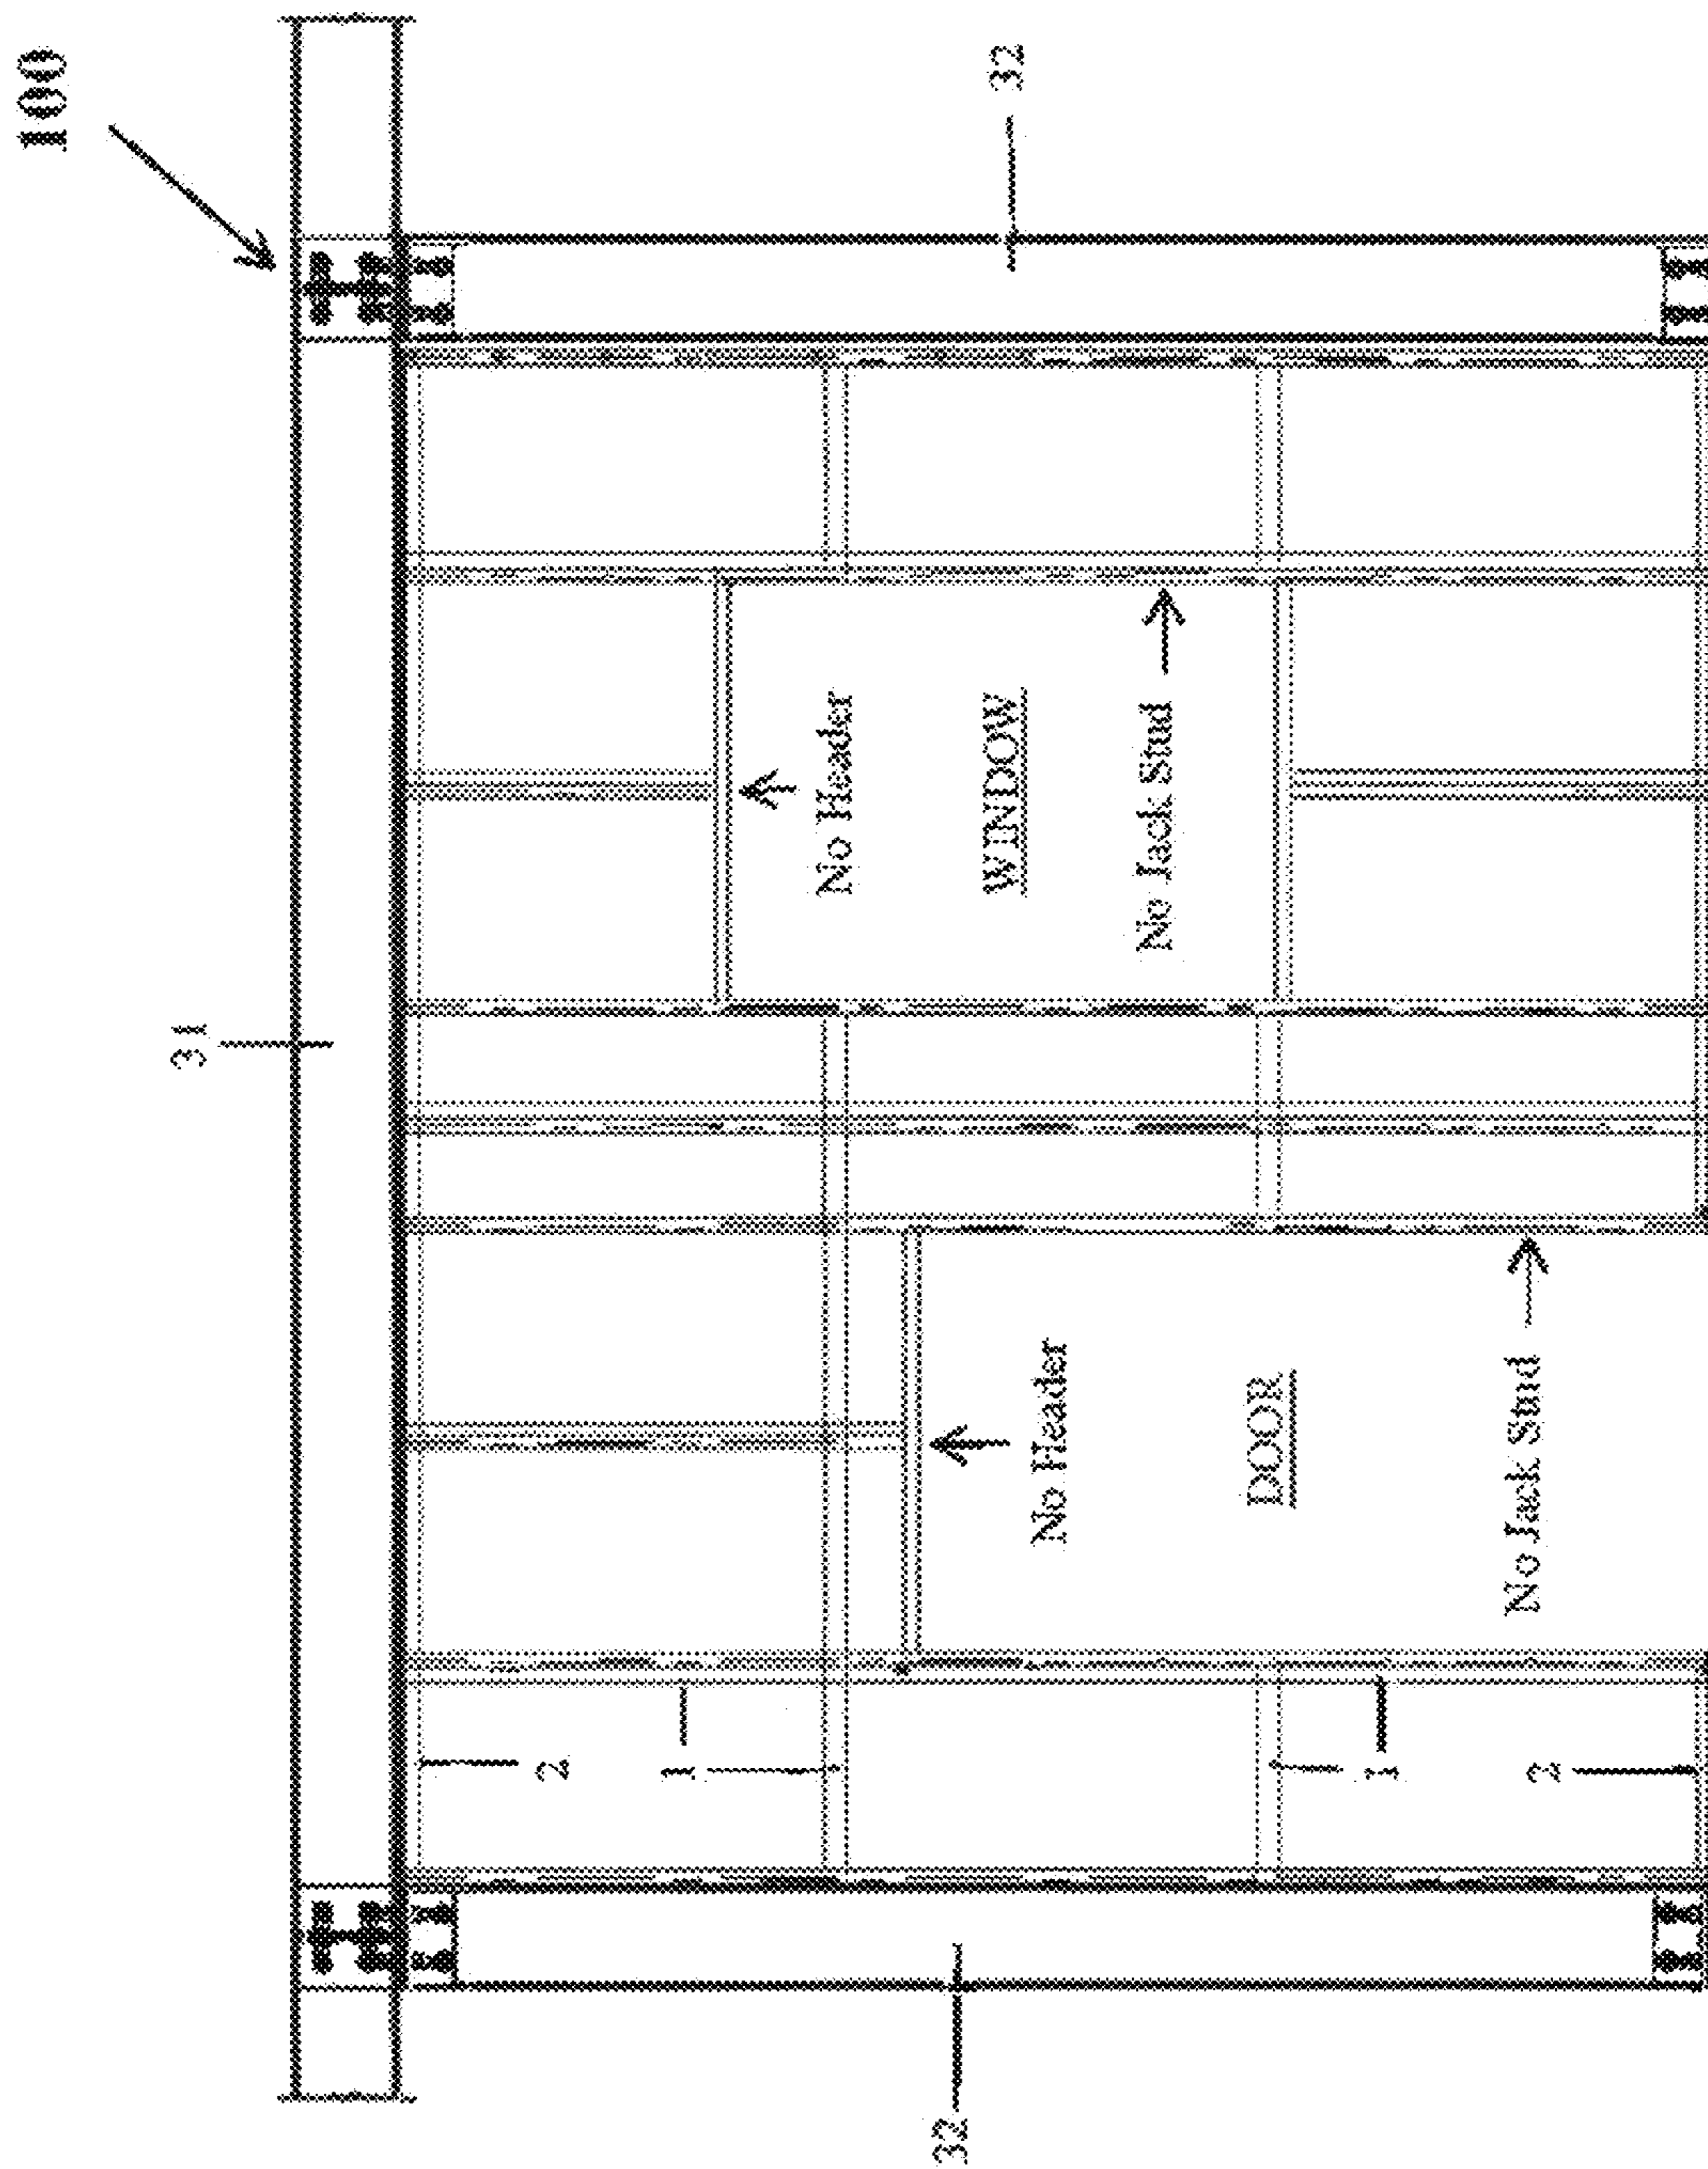 100
31
2
1
No Header
32
WINDOW
32
No Header
No Jack Stud
DOOR
1
No Jack Stud
2